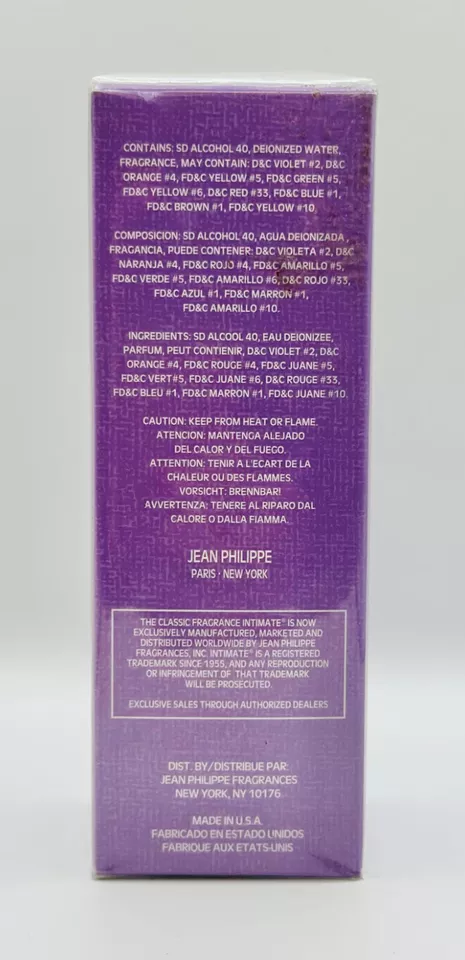 CONTAINS: SD ALCOHOL 40, DEIONIZED WATER,
FRAGRANCE, MAY CONTAIN: D&C VIOLET #2, D&C
ORANGE #4, FD&C YELLOW #5, FD&C GREEN #5,
FD&C YELLOW #6, D&C RED #33, FD&C BLUE #1,
FD&C BROWN #1, FD&C YELLOW #10
COMPOSICION: SD ALCOHOL 40, AGUA DEIONIZADA,
FRAGANCIA, PUEDE CONTENER: D&C VIOLETA #2, D&C
NARANJA #4, FD&C ROJO #4, FD&C AMARILLO #5,
FD&C VERDE #5, FD&C AMARILLO #6, D&C ROJO #33,
FD&C AZUL #1, FD&C MARRON #1,
FD&C AMARILLO #10.
INGREDIENTS: SD ALCOOL 40, EAU DEIONIZEE,
PARFUM, PEUT CONTIENIR, D&C VIOLET #2, D&C
ORANGE #4, FD&C ROUGE #4, FD&C JUANE #5,
FD&C VERT#5, FD&C JUANE #6, D&C ROUGE #33,
FD&C BLEU #1, FD&C MARRON #1, FD&C JUANE #10.
CAUTION: KEEP FROM HEAT OR FLAME.
ATENCION: MANTENGA ALEJADO
DEL CALOR Y DEL FUEGO.
ATTENTION: TENIR A L'ECART DE LA
CHALEUR OU DES FLAMMES.
VORSICHT: BRENNBAR!
AVVERTENZA: TENERE AL RIPARO DAL
CALORE O DALLA FIAMMA.
JEAN PHILIPPE
PARIS · NEW YORK
THE CLASSIC FRAGRANCE INTIMATE® IS NOW
EXCLUSIVELY MANUFACTURED, MARKETED AND
DISTRIBUTED WORLDWIDE BY JEAN PHILIPPE
FRAGRANCES, INC. INTIMATE® IS A REGISTERED
TRADEMARK SINCE 1955, AND ANY REPRODUCTION
OR INFRINGEMENT OF THAT TRADEMARK
WILL BE PROSECUTED.
EXCLUSIVE SALES THROUGH AUTHORIZED DEALERS
DIST. BY/DISTRIBUE PAR:
JEAN PHILIPPE FRAGRANCES
NEW YORK, NY 10176
MADE IN U.S.A.
FABRICADO EN ESTADO UNIDOS
FABRIQUE AUX ETATS-UNIS